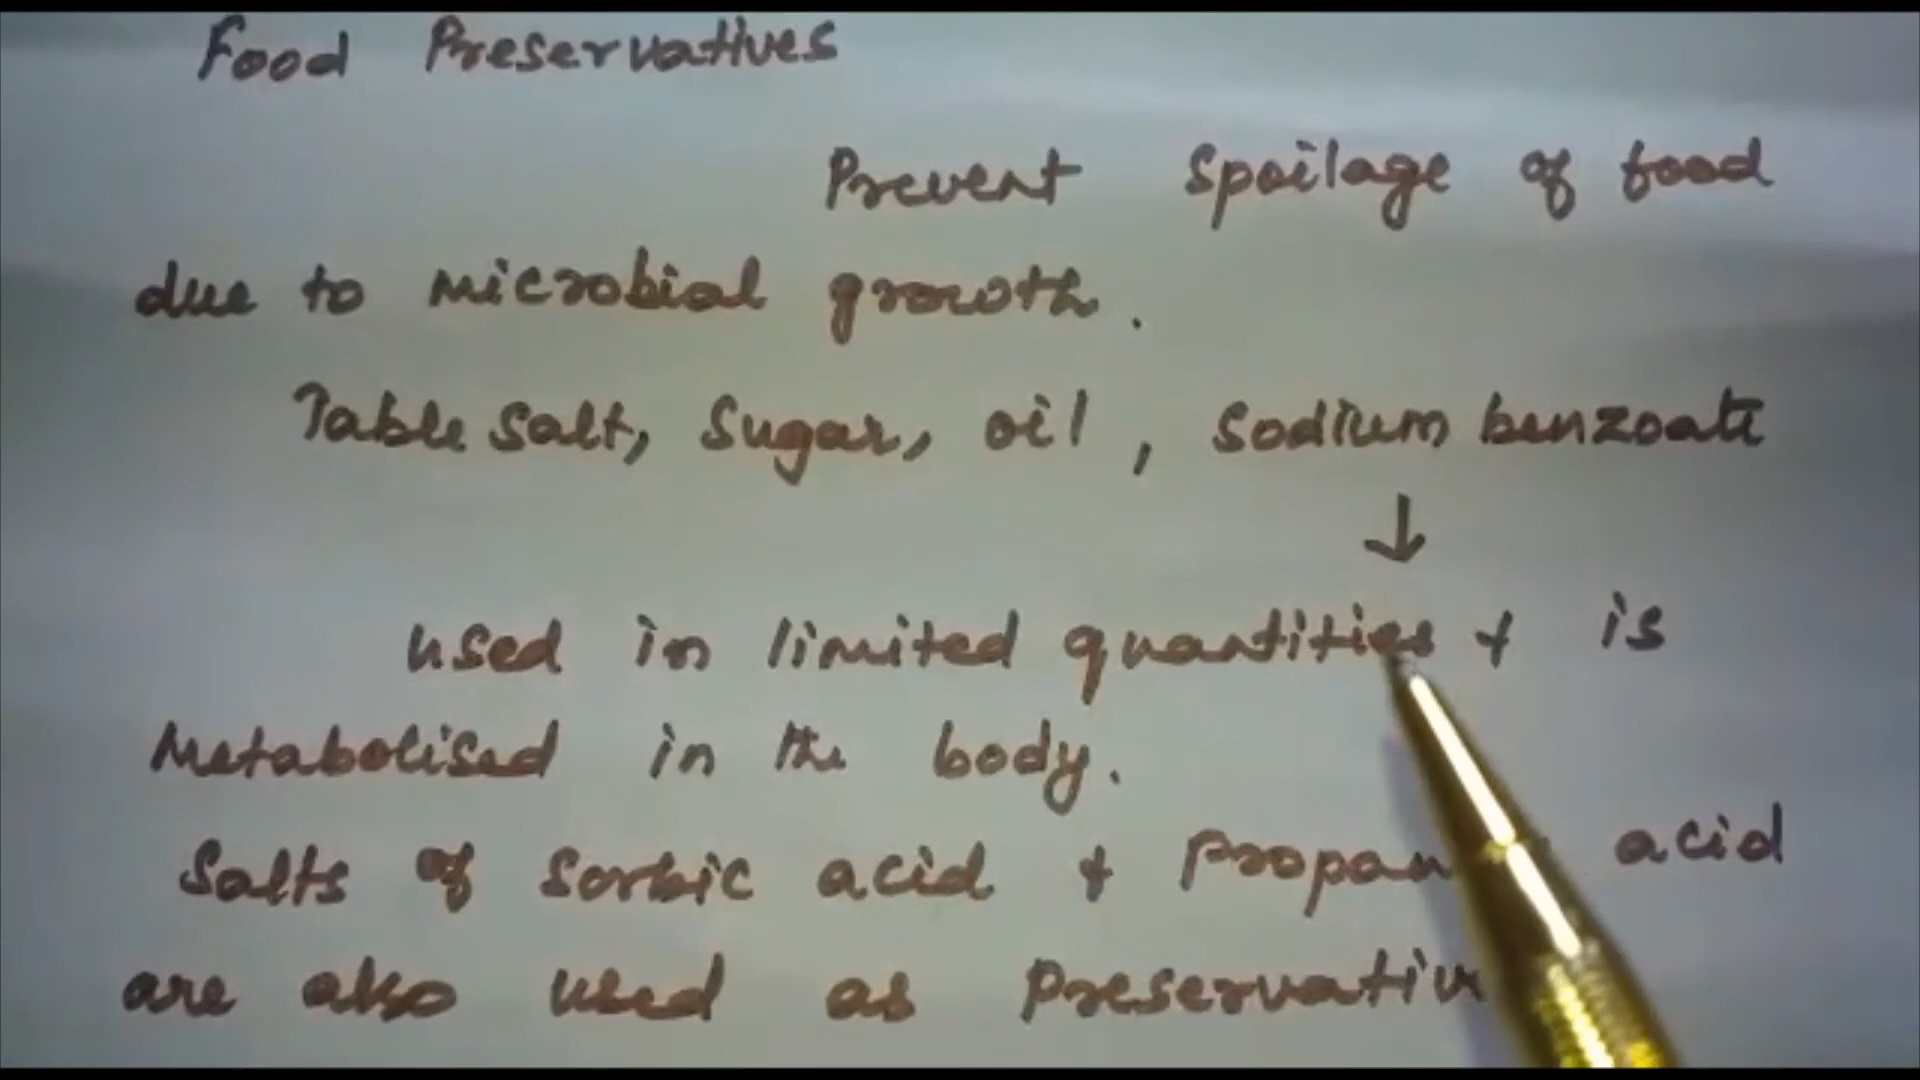 Food Preservatives
Prevent Spoilage of food
due to microbial growth.
Table salt, Sugar, oil, Sodium benzoate
↓
used in limited quantities + is
Metabolised in the body.
Salts of Sorbic acid + acid
are also used as